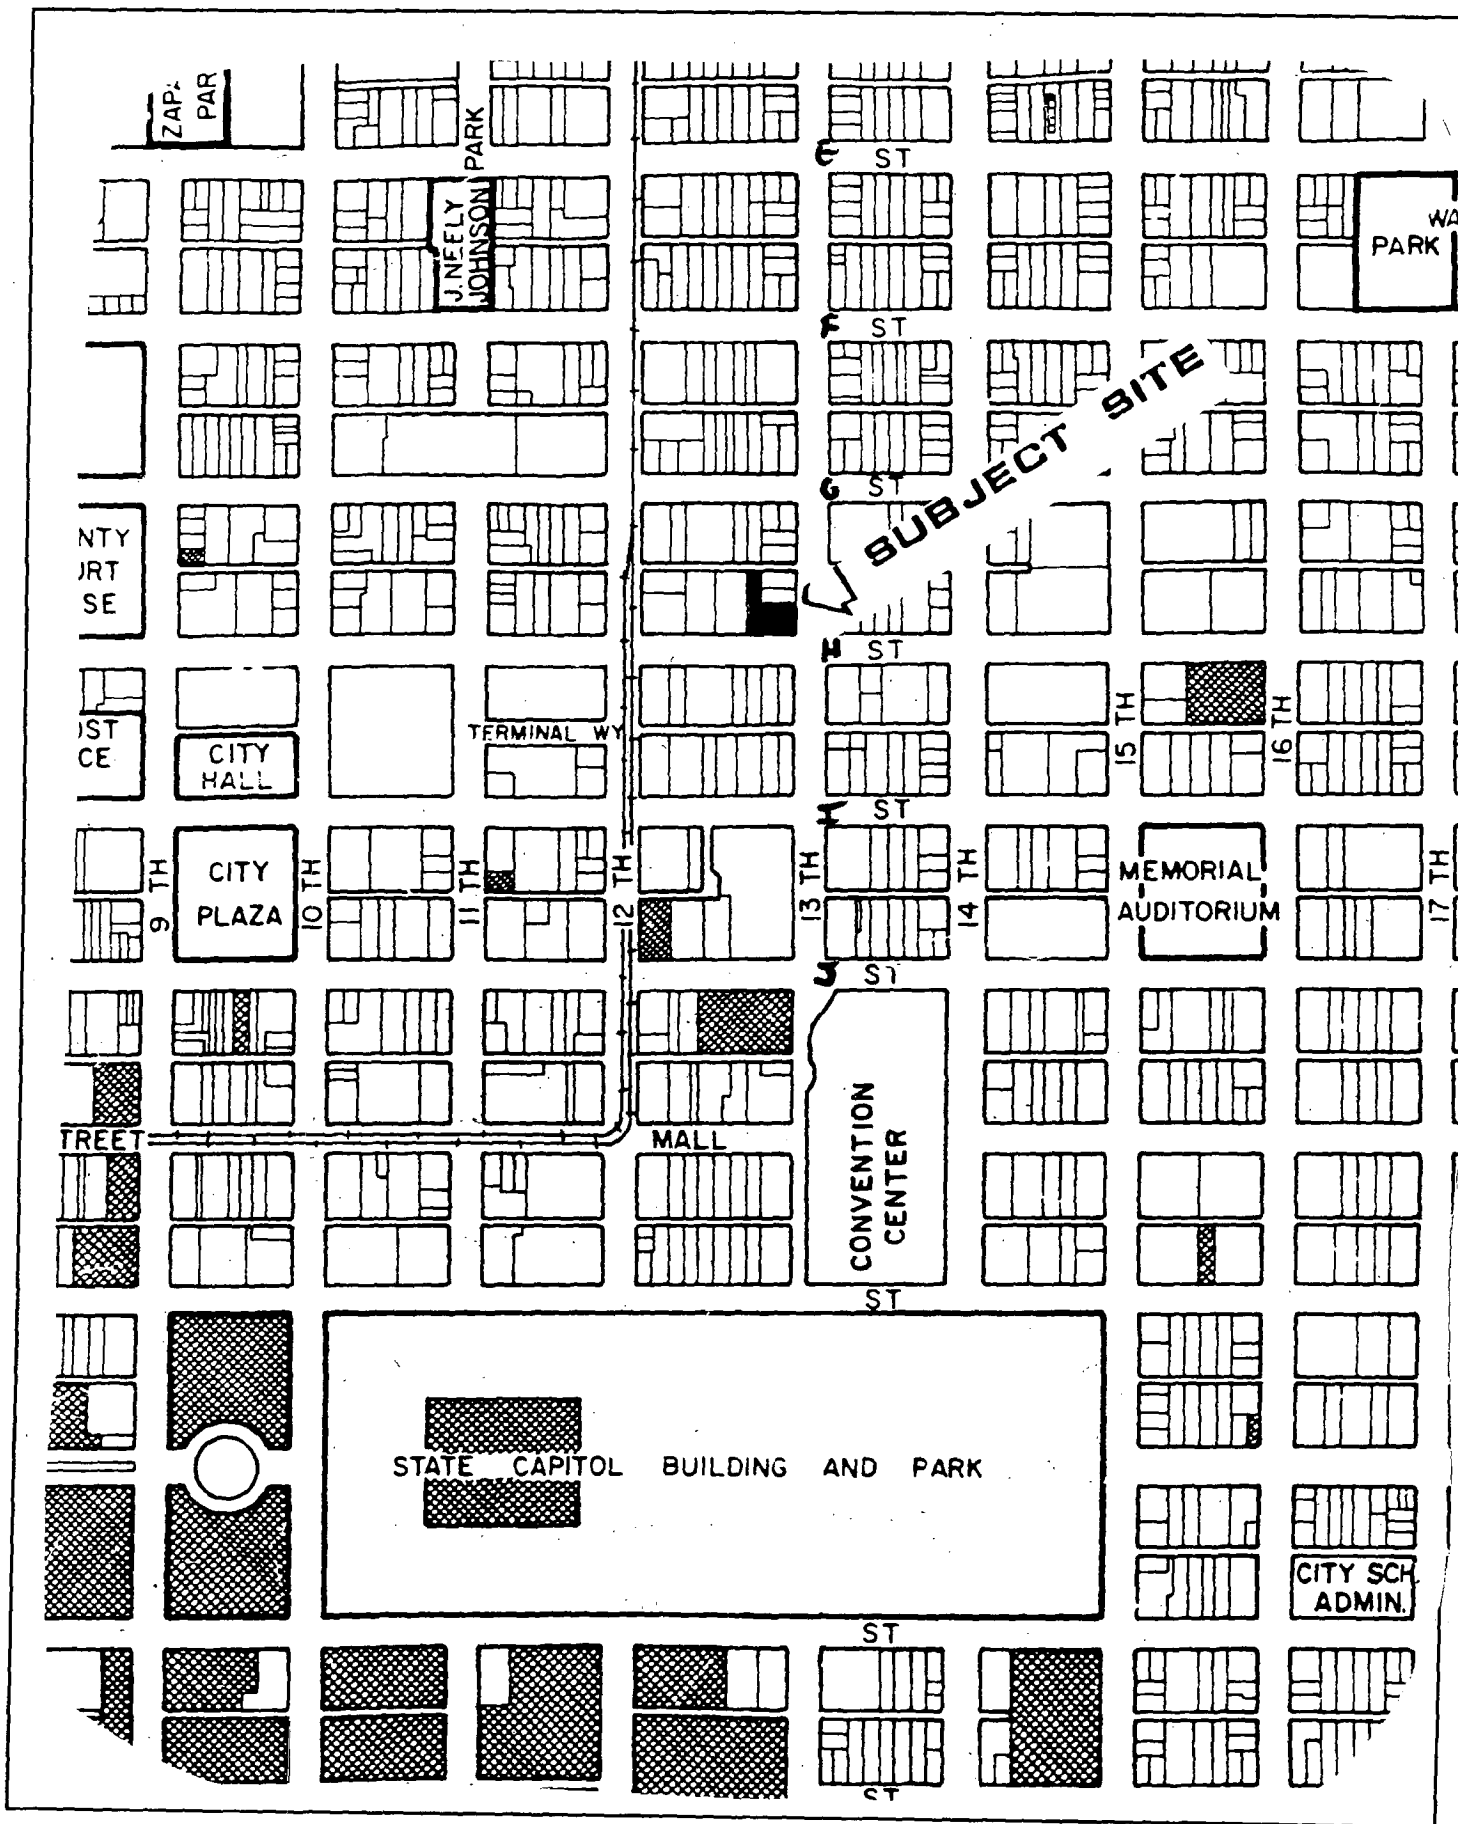 ZAPA
PAR
J. NEELY
JOHNSON PARK
E ST
WA
PARK
F ST
SUBJECT SITE
G ST
NTY
URT
SE
H ST
15 TH
16 TH
OST
CE
CITY
HALL
TERMINAL WY
ST
9 TH
CITY
PLAZA
10 TH
11 TH
12 TH
13 TH
14 TH
MEMORIAL
AUDITORIUM
17 TH
J ST
TREET
MALL
CONVENTION
CENTER
ST
STATE CAPITOL BUILDING AND PARK
CITY SCH.
ADMIN.
ST
ST